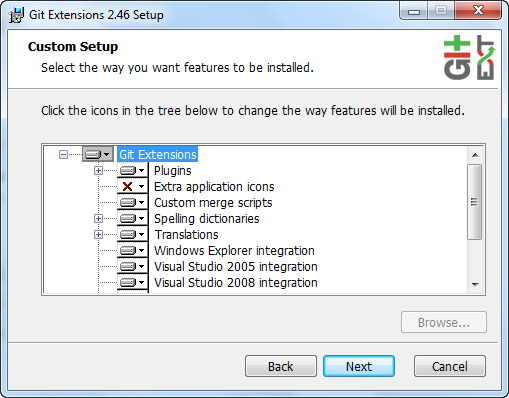 Git Extensions 2.46 Setup
Custom Setup
Select the way you want features to be installed.
Git
EXT
Click the icons in the tree below to change the way features will be installed.
Git Extensions
Plugins
Extra application icons
Custom merge scripts
Spelling dictionaries
Translations
Windows Explorer integration
Visual Studio 2005 integration
Visual Studio 2008 integration
Browse...
Back
Next
Cancel